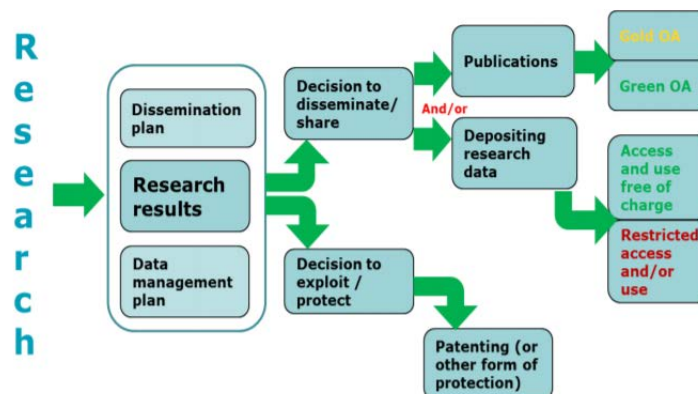 Research
Dissemination
plan
Research
results
Data
management
plan
Decision to
disseminate/
share
Decision to
exploit /
protect
And/or
Publications
Depositing
research
data
Patenting (or
other form of
protection)
Gold OA
Green OA
Access
and use
free of
charge
Restricted
access
and/or
use